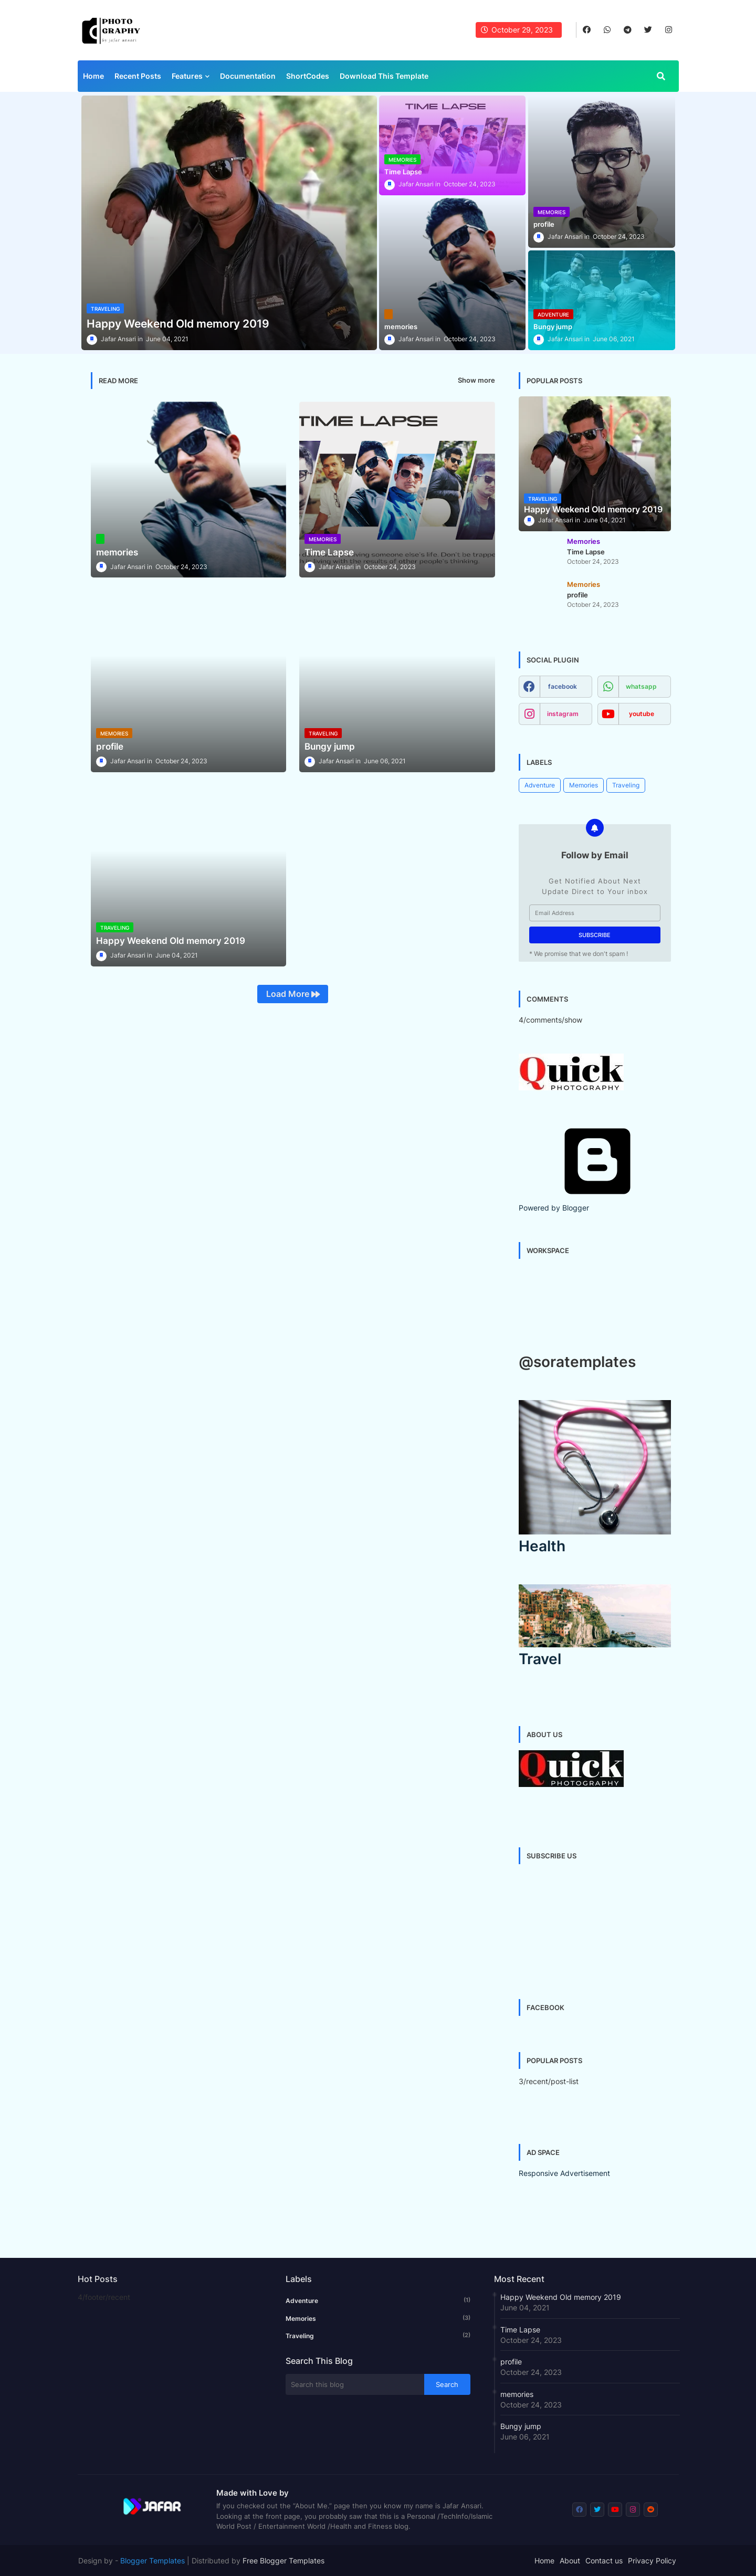 PHOTO
GRAPHY
by jafar ansari
October 29, 2023
Home
Recent Posts
Features
Documentation
ShortCodes
Download This Template
TRAVELING
Happy Weekend Old memory 2019
Jafar Ansari in June 04, 2021
TIME LAPSE
MEMORIES
Time Lapse
Jafar Ansari in October 24, 2023
memories
Jafar Ansari in October 24, 2023
MEMORIES
profile
Jafar Ansari in October 24, 2023
ADVENTURE
Bungy jump
Jafar Ansari in June 06, 2021
READ MORE
Show more
memories
Jafar Ansari in October 24, 2023
TIME LAPSE
MEMORIES
Time Lapse
Jafar Ansari in October 24, 2023
MEMORIES
profile
Jafar Ansari in October 24, 2023
TRAVELING
Bungy jump
Jafar Ansari in June 06, 2021
TRAVELING
Happy Weekend Old memory 2019
Jafar Ansari in June 04, 2021
Load More
POPULAR POSTS
TRAVELING
Happy Weekend Old memory 2019
Jafar Ansari in June 04, 2021
Memories
Time Lapse
October 24, 2023
Memories
profile
October 24, 2023
SOCIAL PLUGIN
facebook
whatsapp
instagram
youtube
LABELS
Adventure
Memories
Traveling
Follow by Email
Get Notified About Next
Update Direct to Your inbox
Email Address
SUBSCRIBE
* We promise that we don't spam !
COMMENTS
4/comments/show
Quick
PHOTOGRAPHY
Powered by Blogger
WORKSPACE
@soratemplates
Health
Travel
ABOUT US
Quick
PHOTOGRAPHY
SUBSCRIBE US
FACEBOOK
POPULAR POSTS
3/recent/post-list
AD SPACE
Responsive Advertisement
Hot Posts
4/footer/recent
Labels
Adventure (1)
Memories (3)
Traveling (2)
Search This Blog
Search this blog
Search
Most Recent
Happy Weekend Old memory 2019
June 04, 2021
Time Lapse
October 24, 2023
profile
October 24, 2023
memories
October 24, 2023
Bungy jump
June 06, 2021
JAFAR
Made with Love by
If you checked out the "About Me." page then you know my name is Jafar Ansari.
Looking at the front page, you probably saw that this is a Personal /TechInfo/Islamic
World Post / Entertainment World /Health and Fitness blog.
Design by - Blogger Templates | Distributed by Free Blogger Templates
Home
About
Contact us
Privacy Policy